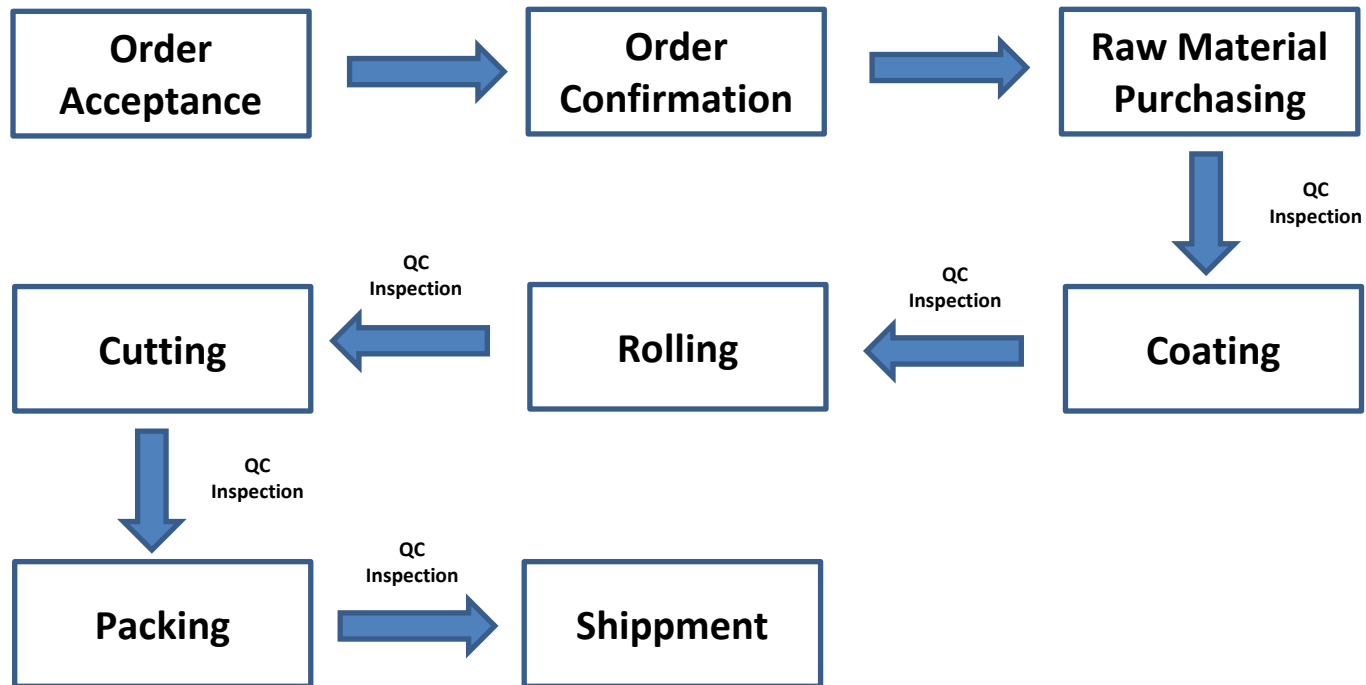 Order
Acceptance
Order
Confirmation
Raw Material
Purchasing
QC
Inspection
Coating
QC
Inspection
Rolling
QC
Inspection
Cutting
QC
Inspection
Packing
QC
Inspection
Shippment